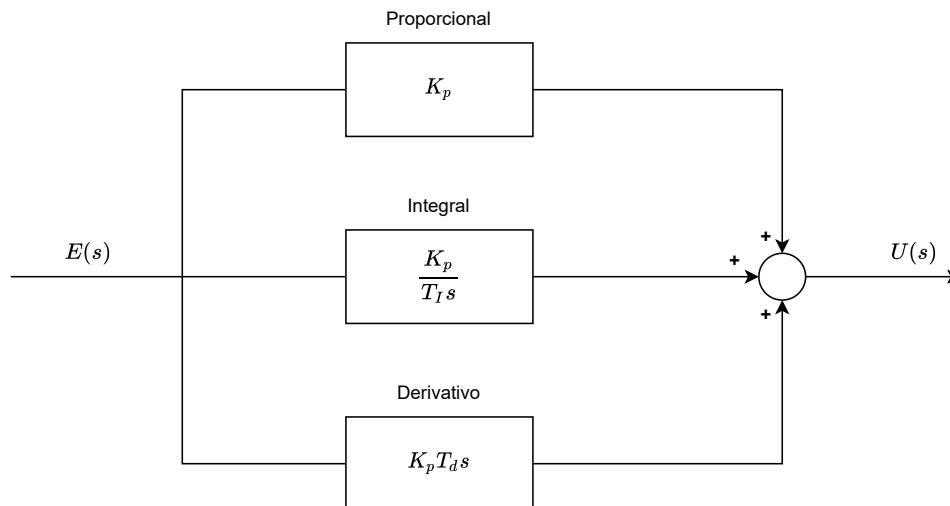 Proporcional
K_p
Integral
E(s)
K_p
T_I s
+
+
+
U(s)
Derivativo
K_p T_d s